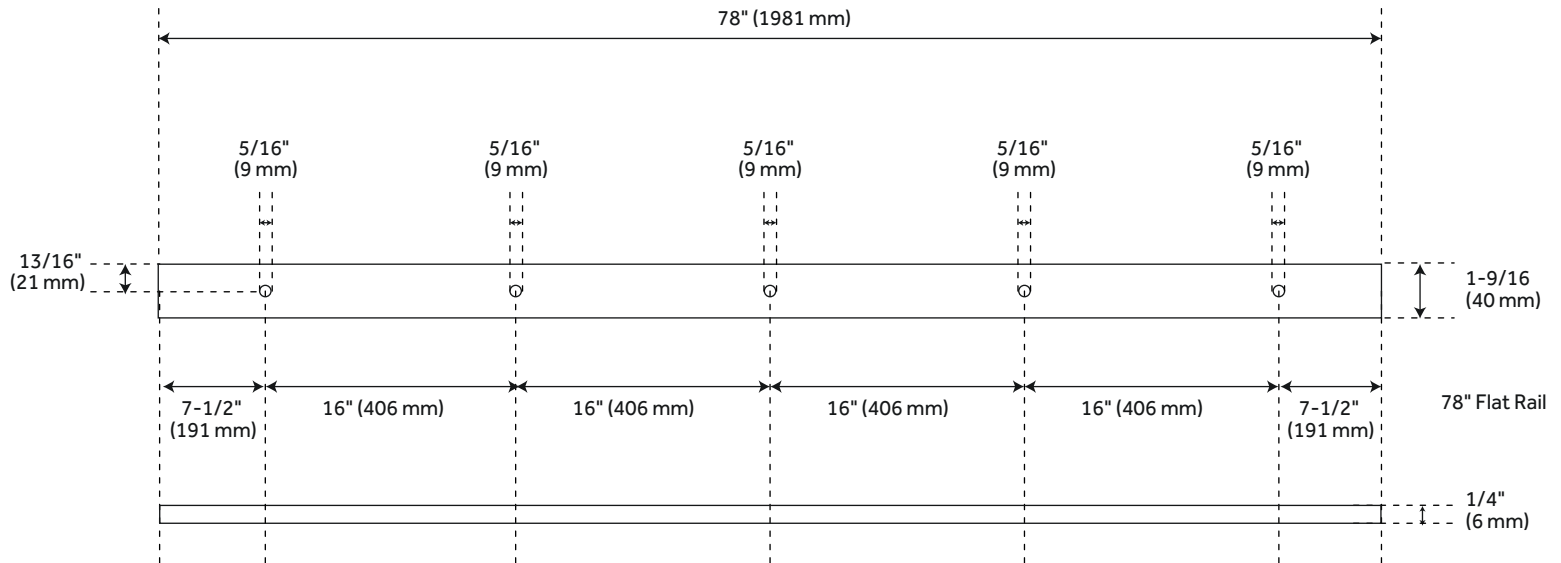 78" (1981 mm)
5/16"
(9 mm)
5/16"
(9 mm)
5/16"
(9 mm)
5/16"
(9 mm)
5/16"
(9 mm)
13/16"
(21 mm)
1-9/16
(40 mm)
7-1/2"
(191 mm)
16" (406 mm)
16" (406 mm)
16" (406 mm)
16" (406 mm)
7-1/2"
(191 mm)
78" Flat Rail
1/4"
(6 mm)